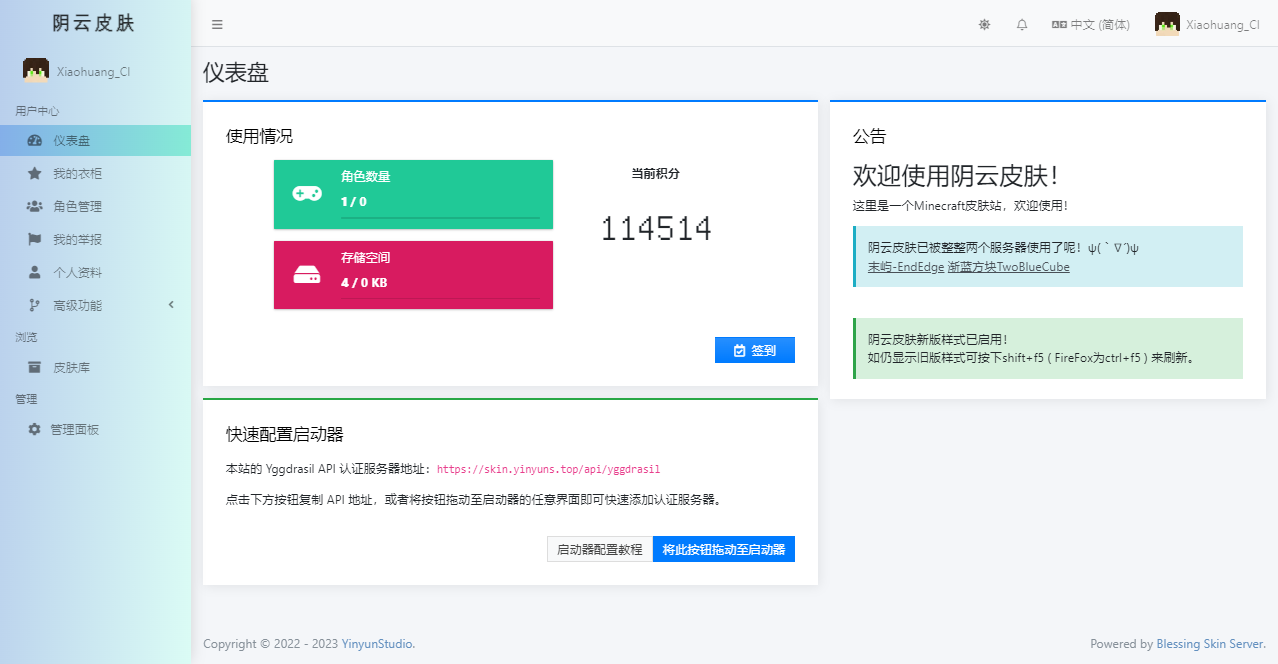 阴云皮肤
Xiaohuang_CI
用户中心
仪表盘
我的衣柜
角色管理
我的举报
个人资料
高级功能
浏览
皮肤库
管理
管理面板
中文 (简体)
Xiaohuang_CI
仪表盘
使用情况
角色数量
1 / 0
存储空间
4 / 0 KB
当前积分
114514
签到
快速配置启动器
本站的 Yggdrasil API 认证服务器地址：https://skin.yinyuns.top/api/yggdrasil
点击下方按钮复制 API 地址，或者将按钮拖动至启动器的任意界面即可快速添加认证服务器。
启动器配置教程
将此按钮拖动至启动器
公告
欢迎使用阴云皮肤！
这里是一个Minecraft皮肤站，欢迎使用！
阴云皮肤已被整整两个服务器使用了呢！ψ(｀∇´)ψ
末屿-EndEdge 渐蓝方块TwoBlueCube
阴云皮肤新版样式已启用！
如仍显示旧版样式可按下shift+f5 ( FireFox为ctrl+f5 ) 来刷新。
Copyright © 2022 - 2023 YinyunStudio.
Powered by Blessing Skin Server.